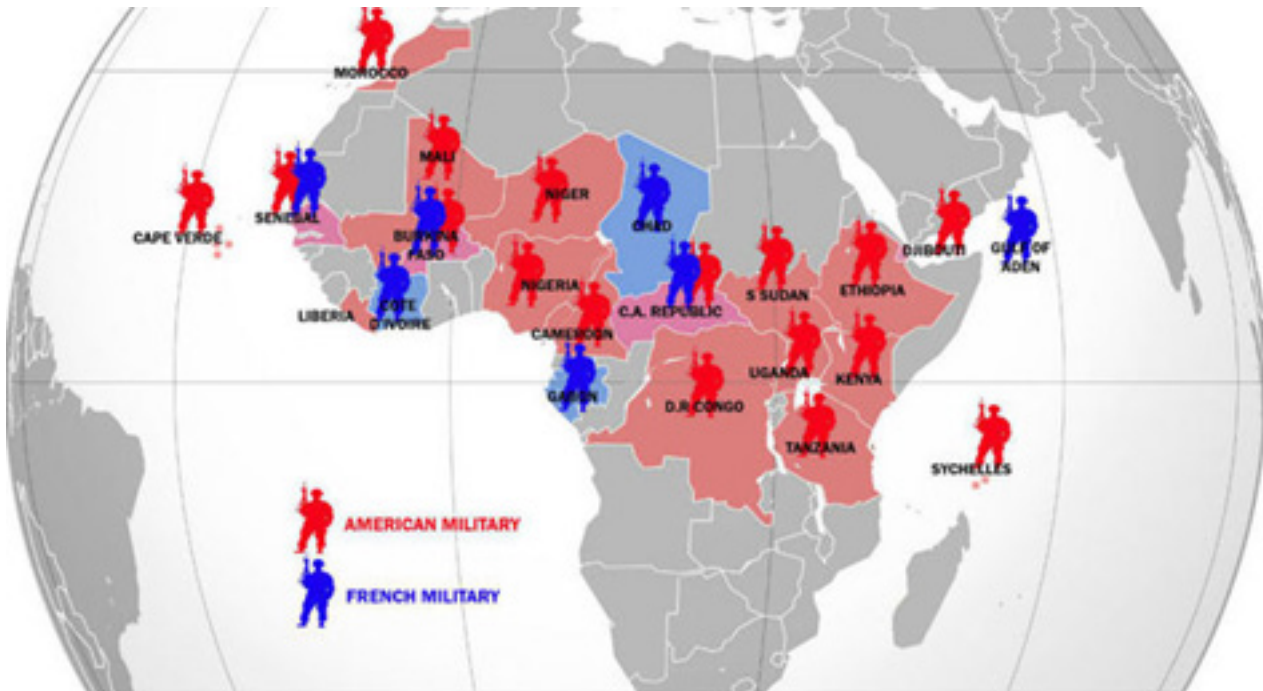 MOROCCO
MALI
NIGER
CHAD
SENEGAL
CAPE VERDE
BURKINA
FASO
DJIBOUTI
GULF OF
ADEN
NIGERIA
S SUDAN
ETHIOPIA
LIBERIA
COTE
D'IVOIRE
C.A. REPUBLIC
CAMEROON
UGANDA
KENYA
GABON
D.R CONGO
TANZANIA
SYCHELLES
AMERICAN MILITARY
FRENCH MILITARY